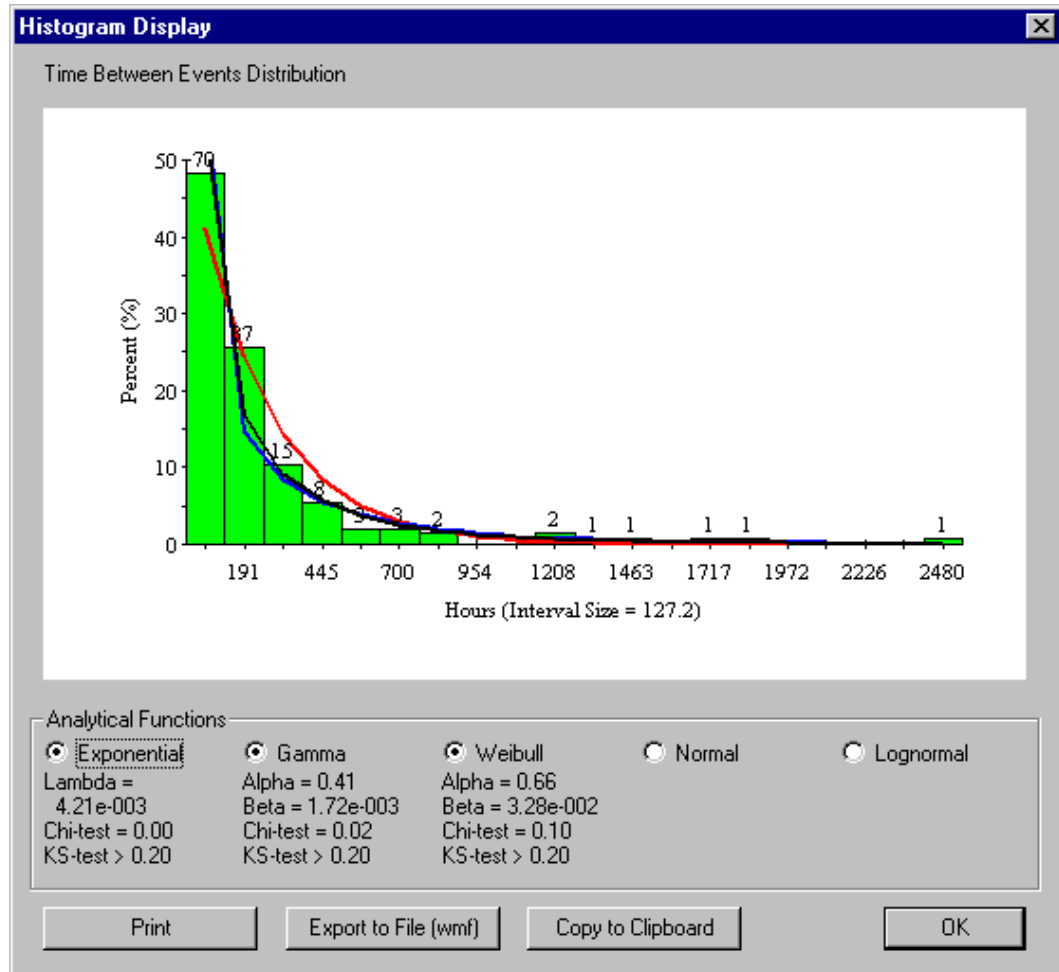 Histogram Display
Time Between Events Distribution
50
40
30
20
10
0
Percent (%)
70
37
15
8
3
3
2
2
1
1
1
1
1
191 445 700 954 1208 1463 1717 1972 2226 2480
Hours (Interval Size = 127.2)
Analytical Functions
Exponential Gamma Weibull Normal Lognormal
Lambda = Alpha = 0.41 Alpha = 0.66
4.21e-003 Beta = 1.72e-003 Beta = 3.28e-002
Chi-test = 0.00 Chi-test = 0.02 Chi-test = 0.10
KS-test > 0.20 KS-test > 0.20 KS-test > 0.20
Print Export to File (wmf) Copy to Clipboard OK